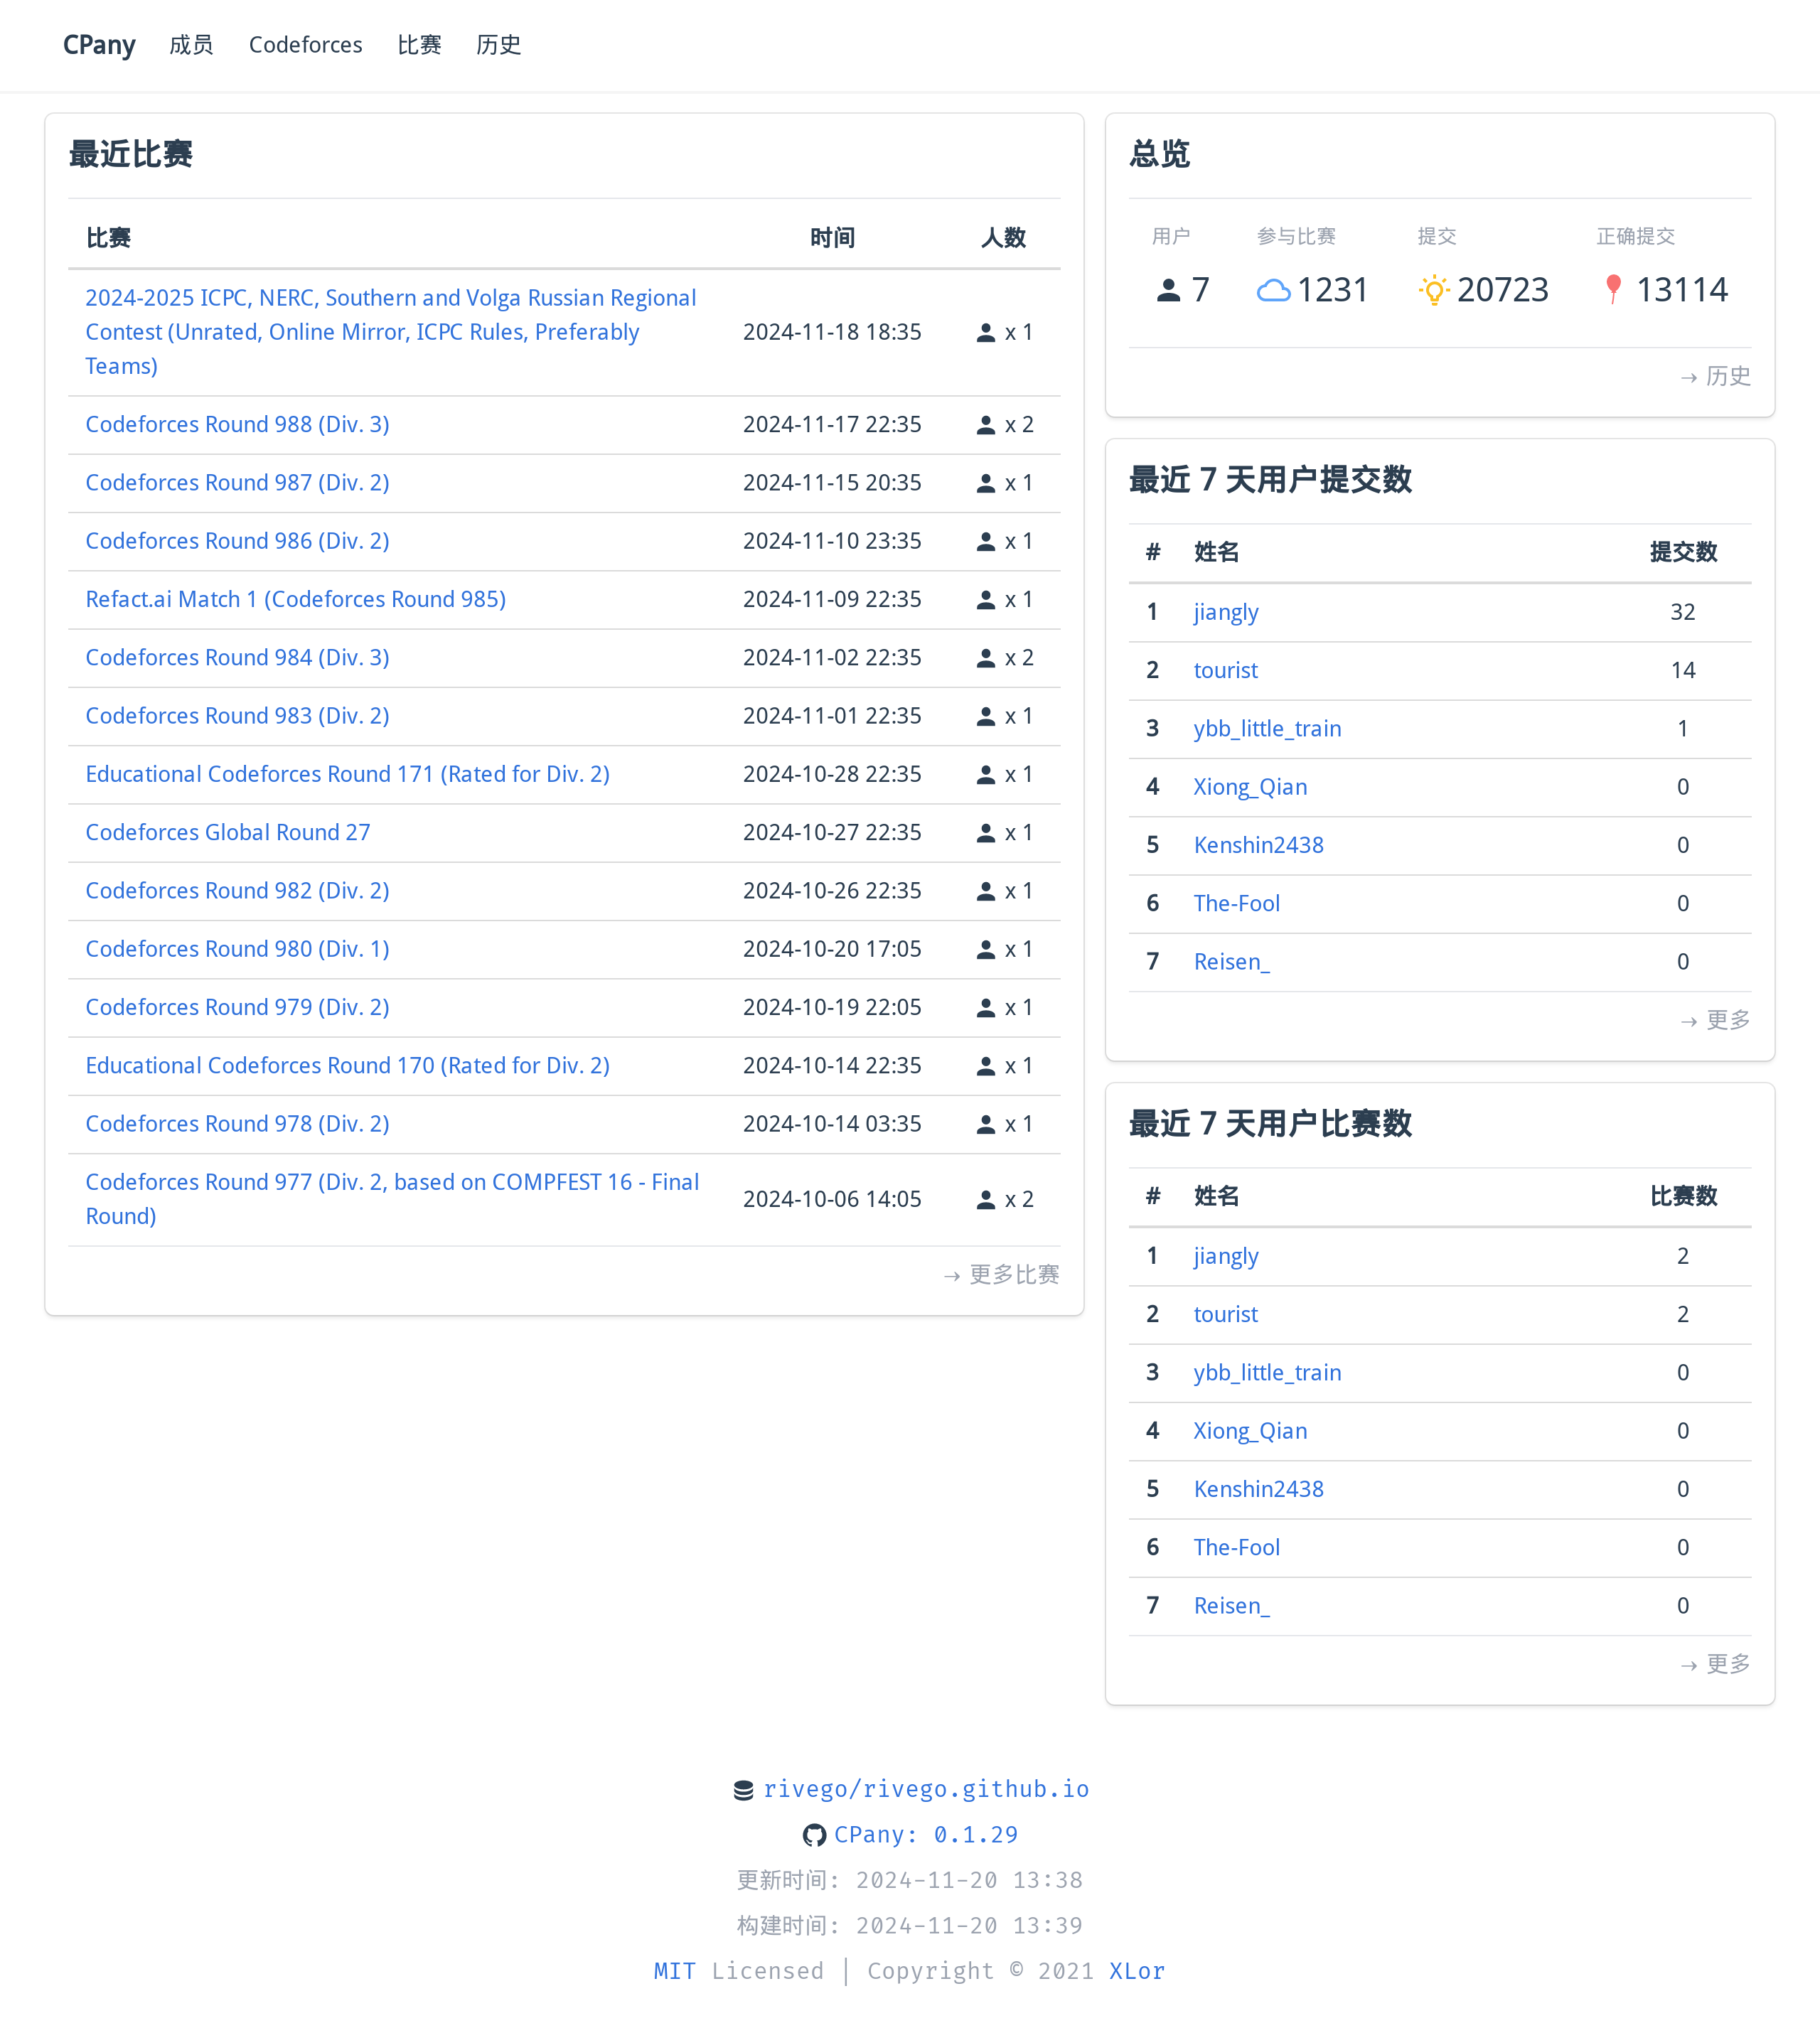 CPany 成员 Codeforces 比赛 历史
最近比赛
比赛 时间 人数
2024-2025 ICPC, NERC, Southern and Volga Russian Regional
Contest (Unrated, Online Mirror, ICPC Rules, Preferably
Teams)
2024-11-18 18:35 x 1
Codeforces Round 988 (Div. 3) 2024-11-17 22:35 x 2
Codeforces Round 987 (Div. 2) 2024-11-15 20:35 x 1
Codeforces Round 986 (Div. 2) 2024-11-10 23:35 x 1
Refact.ai Match 1 (Codeforces Round 985) 2024-11-09 22:35 x 1
Codeforces Round 984 (Div. 3) 2024-11-02 22:35 x 2
Codeforces Round 983 (Div. 2) 2024-11-01 22:35 x 1
Educational Codeforces Round 171 (Rated for Div. 2) 2024-10-28 22:35 x 1
Codeforces Global Round 27 2024-10-27 22:35 x 1
Codeforces Round 982 (Div. 2) 2024-10-26 22:35 x 1
Codeforces Round 980 (Div. 1) 2024-10-20 17:05 x 1
Codeforces Round 979 (Div. 2) 2024-10-19 22:05 x 1
Educational Codeforces Round 170 (Rated for Div. 2) 2024-10-14 22:35 x 1
Codeforces Round 978 (Div. 2) 2024-10-14 03:35 x 1
Codeforces Round 977 (Div. 2, based on COMPFEST 16 - Final
Round)
2024-10-06 14:05 x 2
→ 更多比赛
总览
用户 参与比赛 提交 正确提交
7 1231 20723 13114
→ 历史
最近 7 天用户提交数
# 姓名 提交数
1 jiangly 32
2 tourist 14
3 ybb_little_train 1
4 Xiong_Qian 0
5 Kenshin2438 0
6 The-Fool 0
7 Reisen_ 0
→ 更多
最近 7 天用户比赛数
# 姓名 比赛数
1 jiangly 2
2 tourist 2
3 ybb_little_train 0
4 Xiong_Qian 0
5 Kenshin2438 0
6 The-Fool 0
7 Reisen_ 0
→ 更多
rivego/rivego.github.io
CPany: 0.1.29
更新时间: 2024-11-20 13:38
构建时间: 2024-11-20 13:39
MIT Licensed | Copyright © 2021 XLor